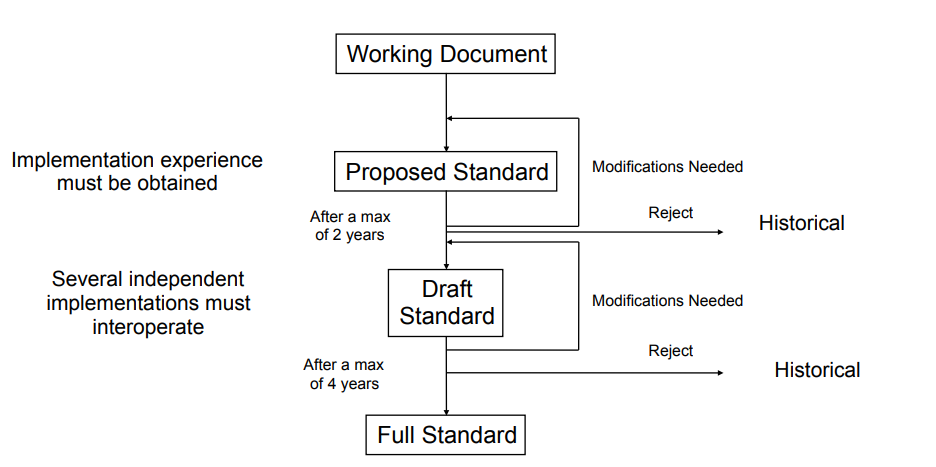 Working Document
Implementation experience
must be obtained
Proposed Standard
Modifications Needed
After a max
of 2 years
Reject
Historical
Several independent
implementations must
interoperate
Draft
Standard
Modifications Needed
After a max
of 4 years
Reject
Historical
Full Standard